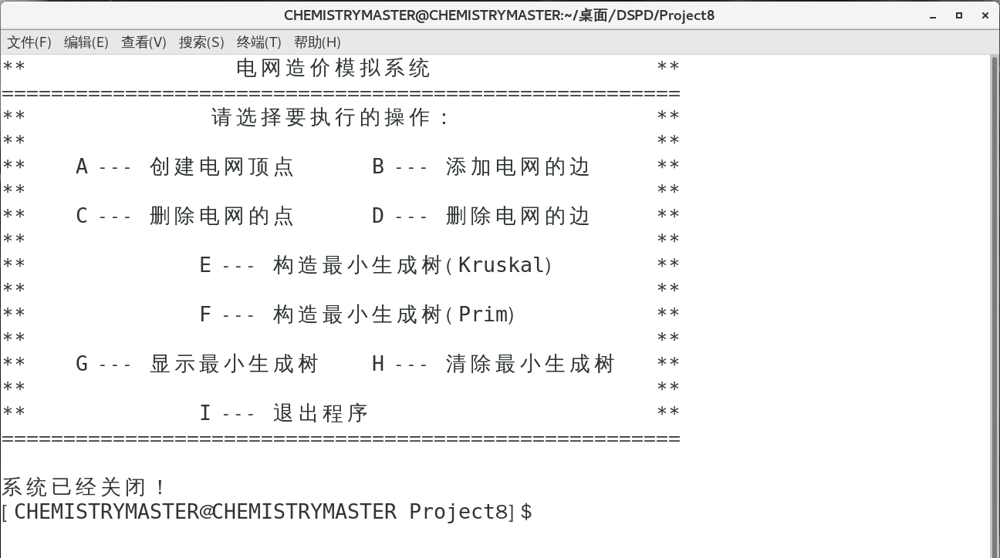 CHEMISTRYMASTER@CHEMISTRYMASTER:~/桌面/DSPD/Project8
文件(F) 编辑(E) 查看(V) 搜索(S) 终端(T) 帮助(H)
** 电网造价模拟系统 **
=======================================================
** 请选择要执行的操作： **
** **
** A --- 创建电网顶点 B --- 添加电网的边 **
** **
** C --- 删除电网的点 D --- 删除电网的边 **
** **
** E --- 构造最小生成树(Kruskal) **
** **
** F --- 构造最小生成树(Prim) **
** **
** G --- 显示最小生成树 H --- 清除最小生成树 **
** **
** I --- 退出程序 **
=======================================================
系统已经关闭！
[CHEMISTRYMASTER@CHEMISTRYMASTER Project8]$